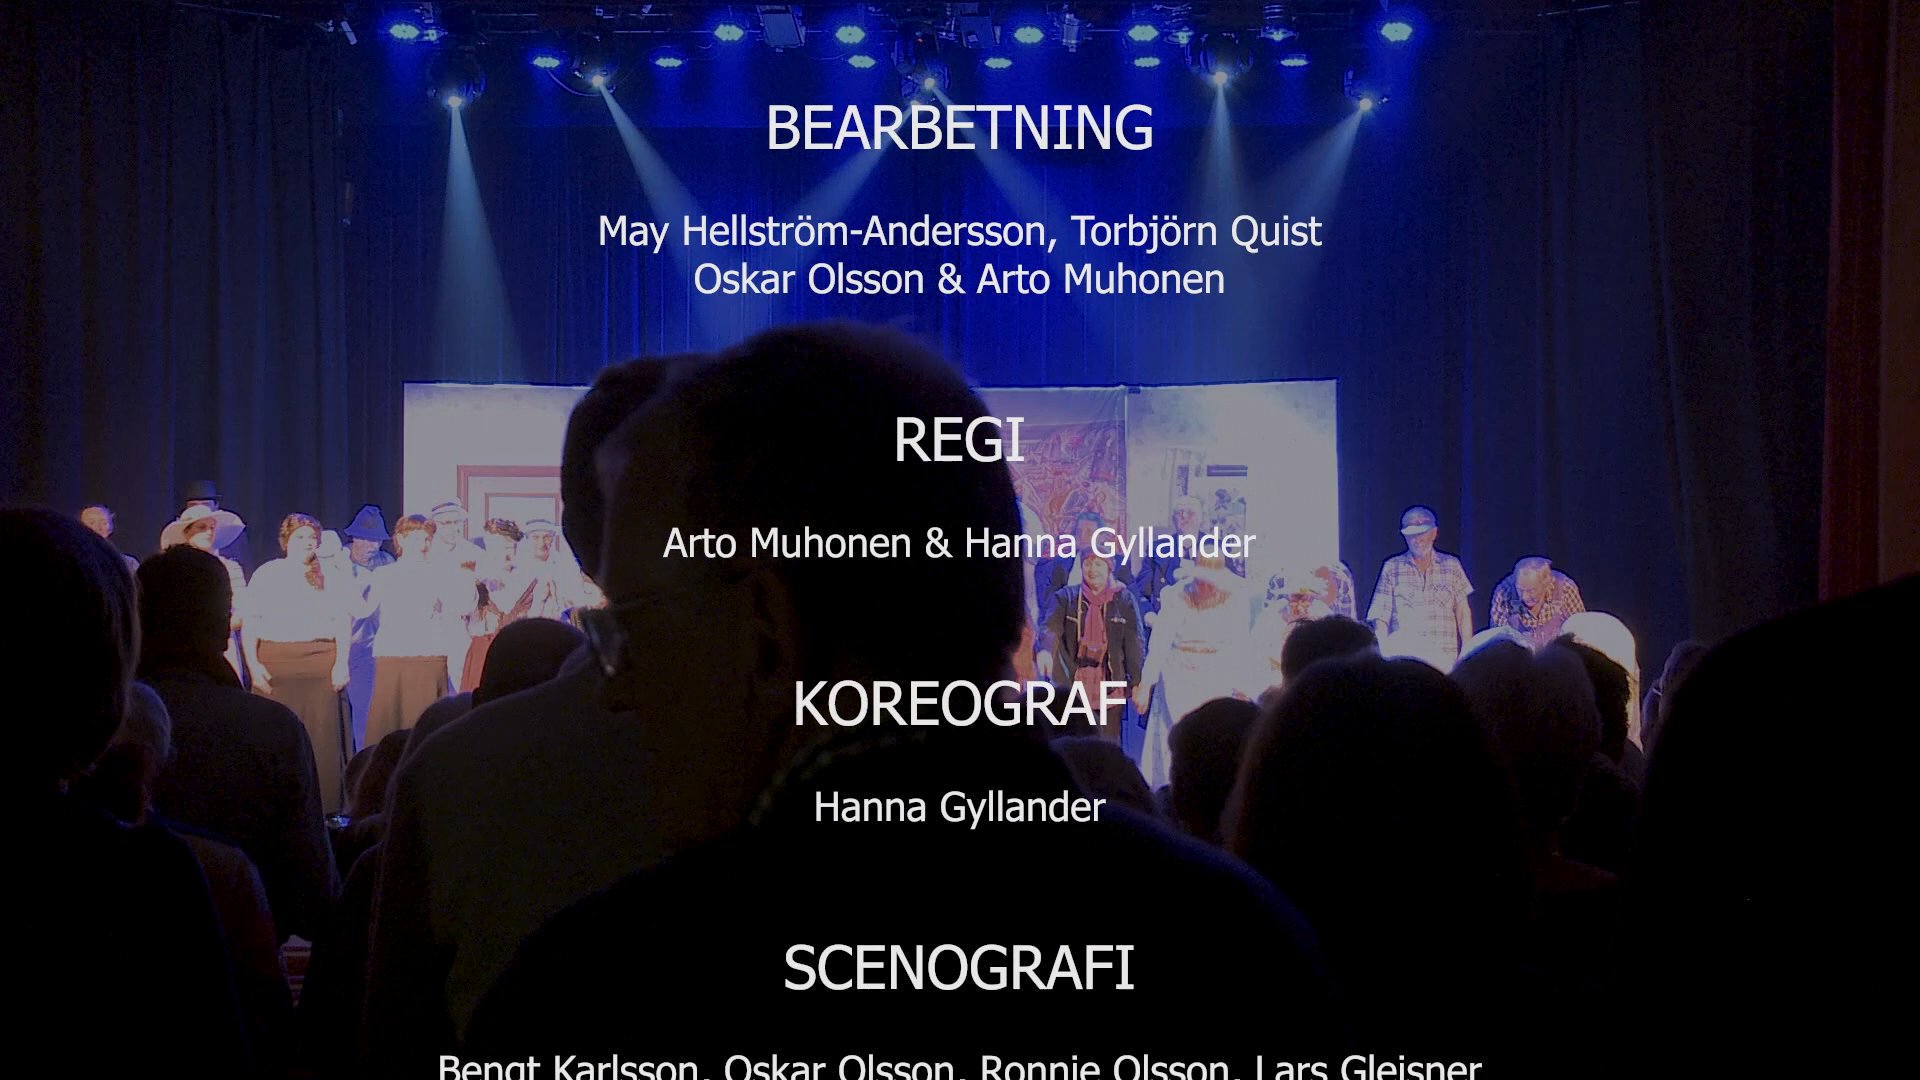 BEARBETNING
May Hellström-Andersson, Torbjörn Quist
Oskar Olsson & Arto Muhonen
REGI
Arto Muhonen & Hanna Gyllander
KOREOGRAF
Hanna Gyllander
SCENOGRAFI
Bengt Karlsson, Oskar Olsson, Ronnie Olsson, Lars Gleisner